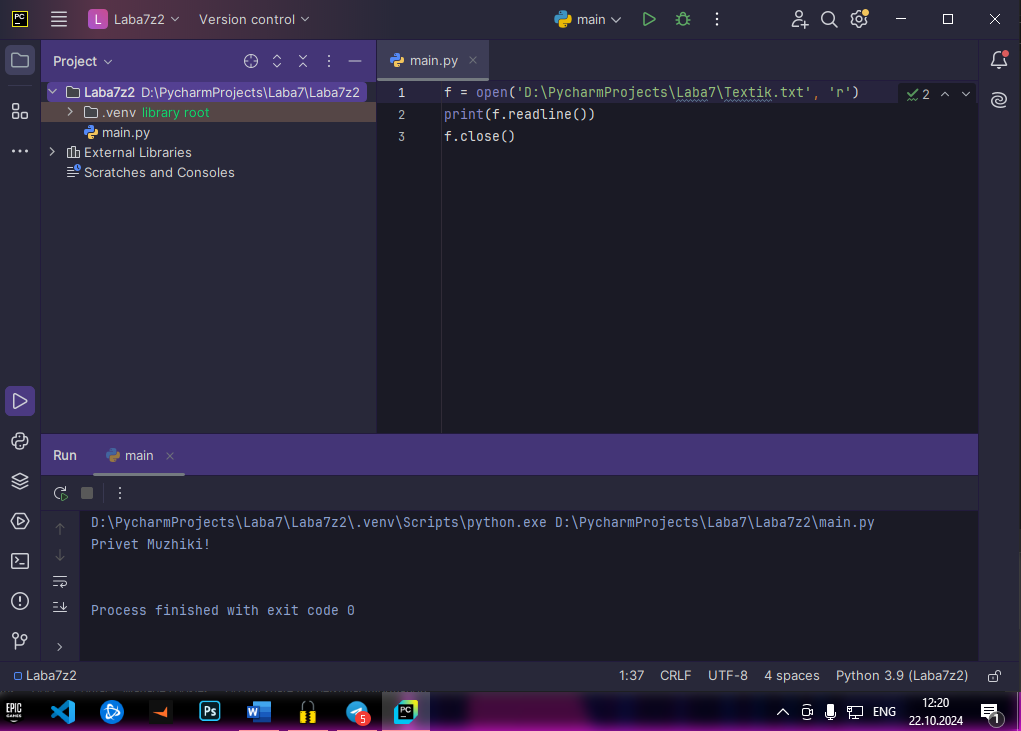 PC L Laba7z2 Version control main
Project main.py ×
Laba7z2 D:\PycharmProjects\Laba7\Laba7z2
.venv library root
main.py
External Libraries
Scratches and Consoles
1 f = open('D:\PycharmProjects\Laba7\Textik.txt', 'r') 2
2 print(f.readline())
3 f.close()
Run main ×
D:\PycharmProjects\Laba7\Laba7z2\.venv\Scripts\python.exe D:\PycharmProjects\Laba7\Laba7z2\main.py
Privet Muzhiki!
Process finished with exit code 0
Laba7z2 1:37 CRLF UTF-8 4 spaces Python 3.9 (Laba7z2)
EPIC GAMES Ps W 5 PC ENG 12:20
22.10.2024 1